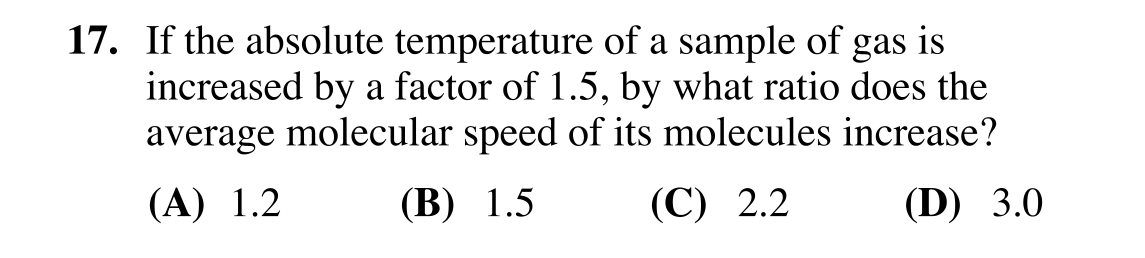 17. If the absolute temperature of a sample of gas is
increased by a factor of 1.5, by what ratio does the
average molecular speed of its molecules increase?
(A) 1.2 (B) 1.5 (C) 2.2 (D) 3.0